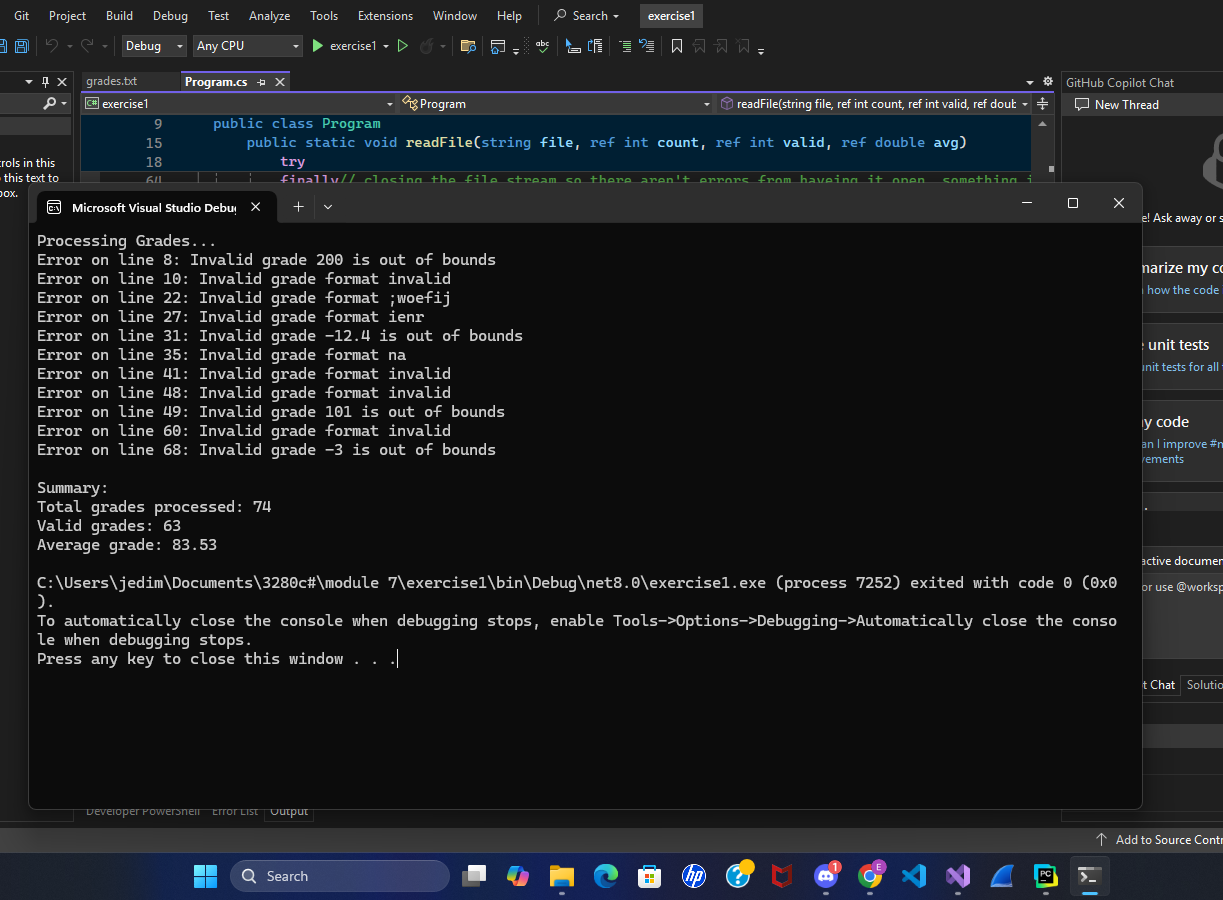 Git Project Build Debug Test Analyze Tools Extensions Window Help Search exercise1
Debug Any CPU exercise1
grades.txt Program.cs
GitHub Copilot Chat
C# exercise1 Program readFile(string file, ref int count, ref int valid, ref doub
New Thread
9 public class Program
15 public static void readFile(string file, ref int count, ref int valid, ref double avg)
18 try
64 finally// closing the file stream so there aren't errors from haveing it open, something i
rols in this
this text to
box.
Microsoft Visual Studio Debug
Processing Grades...
Error on line 8: Invalid grade 200 is out of bounds
Error on line 10: Invalid grade format invalid
Error on line 22: Invalid grade format ;woefij
Error on line 27: Invalid grade format ienr
Error on line 31: Invalid grade -12.4 is out of bounds
Error on line 35: Invalid grade format na
Error on line 41: Invalid grade format invalid
Error on line 48: Invalid grade format invalid
Error on line 49: Invalid grade 101 is out of bounds
Error on line 60: Invalid grade format invalid
Error on line 68: Invalid grade -3 is out of bounds
Summary:
Total grades processed: 74
Valid grades: 63
Average grade: 83.53
C:\Users\jedim\Documents\3280c#\module 7\exercise1\bin\Debug\net8.0\exercise1.exe (process 7252) exited with code 0 (0x0
).
To automatically close the console when debugging stops, enable Tools->Options->Debugging->Automatically close the conso
le when debugging stops.
Press any key to close this window . . .
e! Ask away or s
marize my co
how the code
unit tests
unit tests for all
y code
an I improve #
vements
active documen
or use @worksp
t Chat Solutio
Developer PowerShell Error List Output
Add to Source Contr
Search
hp
1
E
PC